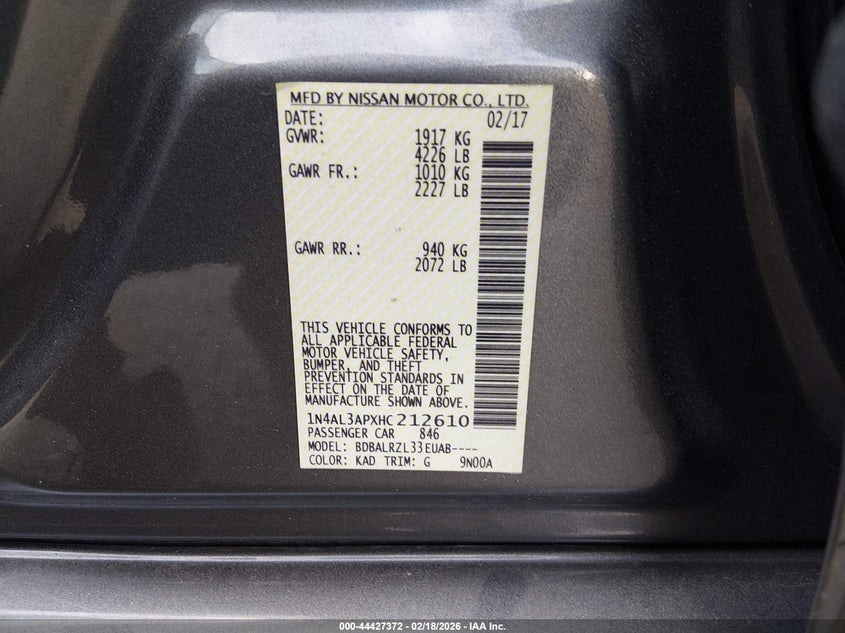 MFD BY NISSAN MOTOR CO., LTD.
DATE: 02/17
GVWR: 1917 KG
4226 LB
GAWR FR.: 1010 KG
2227 LB
GAWR RR.: 940 KG
2072 LB
THIS VEHICLE CONFORMS TO
ALL APPLICABLE FEDERAL
MOTOR VEHICLE SAFETY,
BUMPER, AND THEFT
PREVENTION STANDARDS IN
EFFECT ON THE DATE OF
MANUFACTURE SHOWN ABOVE.
1N4AL3APXHC212610
PASSENGER CAR 846
MODEL: BDBALRZL33EUAB----
COLOR: KAD TRIM: G 9N00A
000-44427372 | 02/18/2026 - IAA Inc.